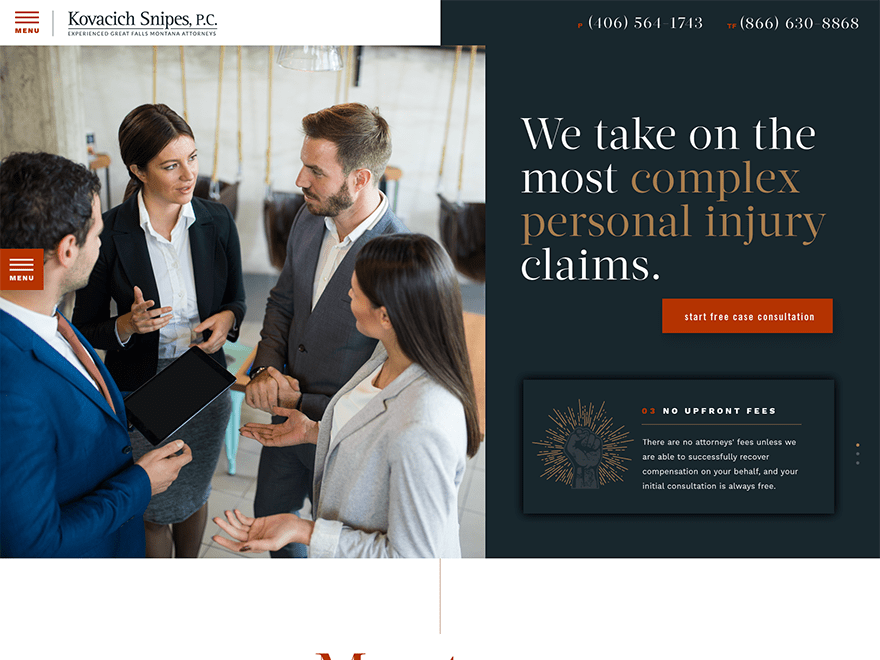 MENU
Kovacich Snipes, P.C.
EXPERIENCED GREAT FALLS MONTANA ATTORNEYS
P (406) 564-1743 TF (866) 630-8868
We take on the
most complex
personal injury
claims.
MENU
start free case consultation
03 NO UPFRONT FEES
There are no attorneys' fees unless we
are able to successfully recover
compensation on your behalf, and your
initial consultation is always free.